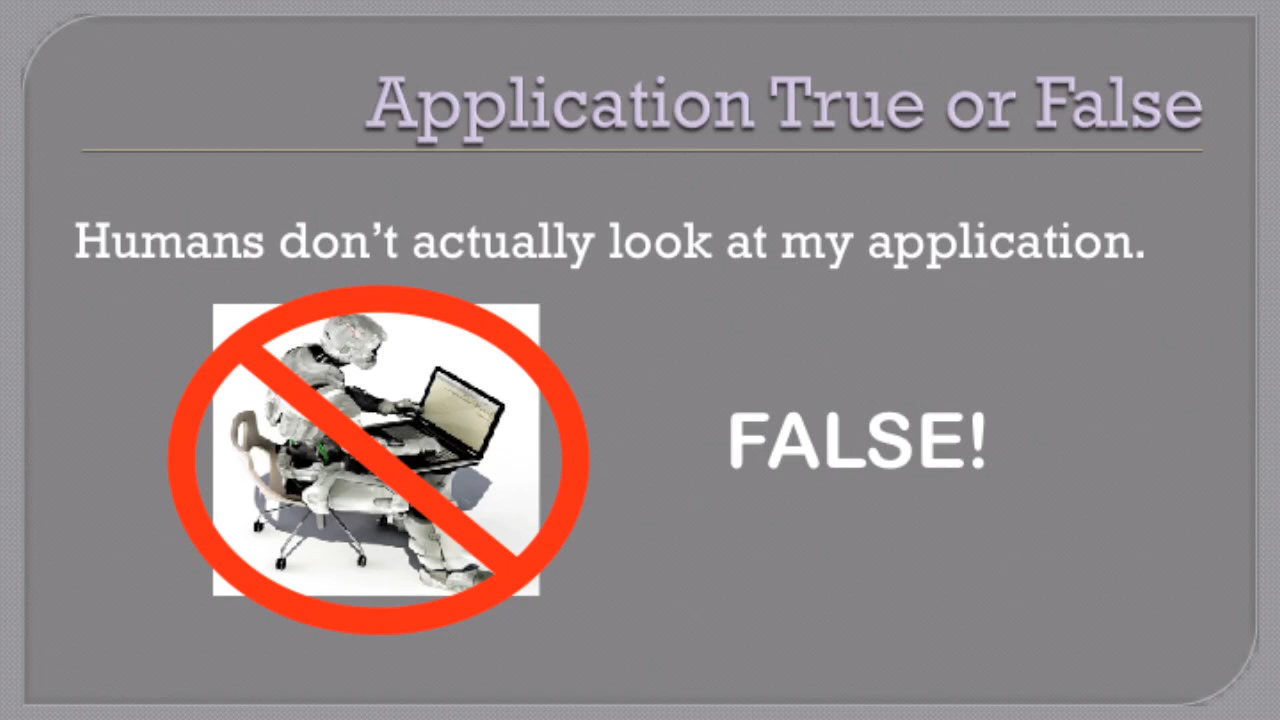 Application True or False
Humans don’t actually look at my application.
FALSE!